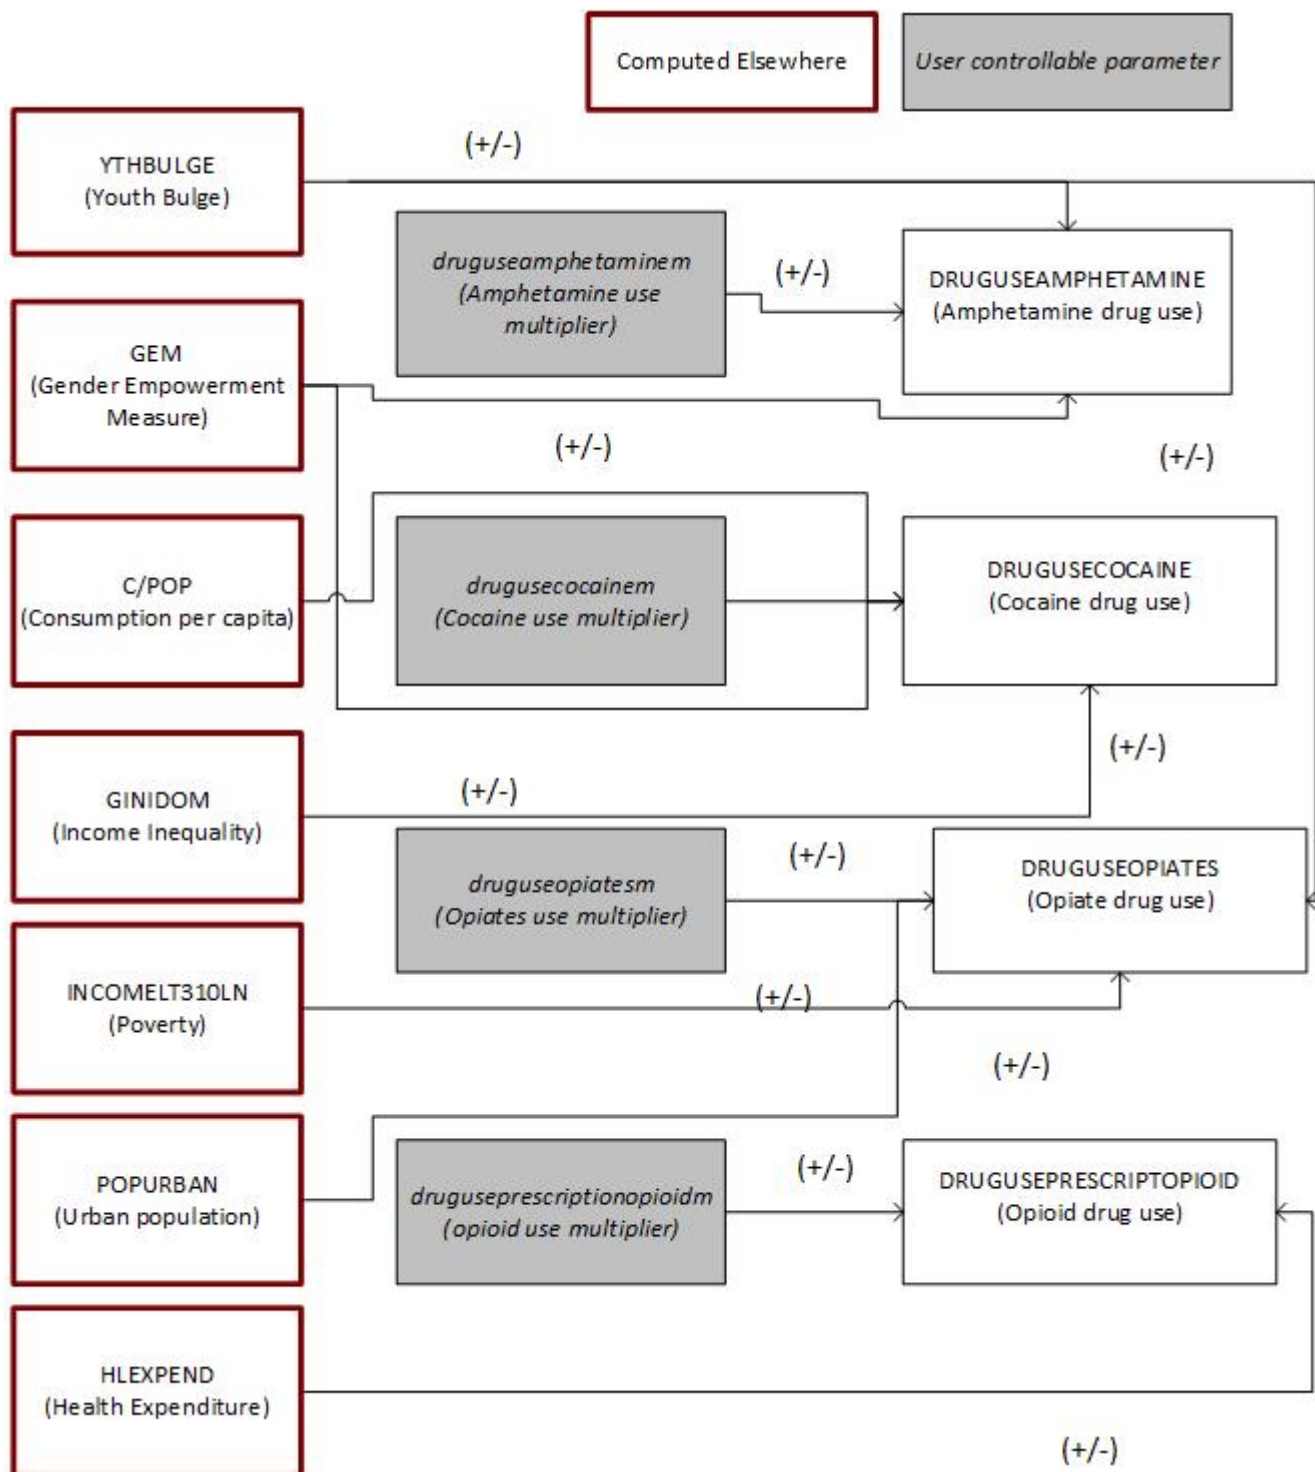 Computed Elsewhere
User controllable parameter
(+/-)
YTHBULGE
(Youth Bulge)
druguseamphetaminem
(Amphetamine use
multiplier)
(+/-)
DRUGUSEAMPHETAMINE
(Amphetamine drug use)
GEM
(Gender Empowerment
Measure)
(+/-)
(+/-)
C/POP
(Consumption per capita)
drugusecocainem
(Cocaine use multiplier)
DRUGUSECOCAINE
(Cocaine drug use)
(+/-)
GINIDOM
(Income Inequality)
(+/-)
druguseopiatesm
(Opiates use multiplier)
(+/-)
DRUGUSEOPIATES
(Opiate drug use)
INCOMELT310LN
(Poverty)
(+/-)
(+/-)
POPURBAN
(Urban population)
druguseprescriptionopioidm
(opioid use multiplier)
(+/-)
DRUGUSEPRESCRIPTOPIOID
(Opioid drug use)
HLEXPEND
(Health Expenditure)
(+/-)